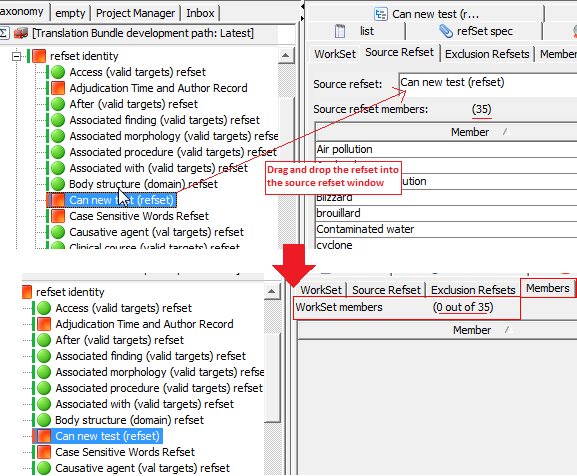 axonomy empty Project Manager Inbox
[Translation Bundle development path: Latest]
refset identity
Access (valid targets) refset
Adjudication Time and Author Record
After (valid targets) refset
Associated finding (valid targets) refset
Associated morphology (valid targets) refset
Associated procedure (valid targets) refset
Associated with (valid targets) refset
Body structure (domain) refset
Can new test (refset)
Case Sensitive Words Refset
Causative agent (val targets) refset
Clinical course (valid targets) refset
Can new test (r...
list refSet spec
WorkSet Source Refset Exclusion Refsets Member
Source refset: Can new test (refset)
Source refset members: (35)
Member
Air pollution
Drag and drop the refset into
the source refset window
ution
Blizzard
brouillard
Contaminated water
cyclone
refset identity
Access (valid targets) refset
Adjudication Time and Author Record
After (valid targets) refset
Associated finding (valid targets) refset
Associated morphology (valid targets) refset
Associated procedure (valid targets) refset
Associated with (valid targets) refset
Body structure (domain) refset
Can new test (refset)
Case Sensitive Words Refset
Causative agent (valid targets) refset
WorkSet Source Refset Exclusion Refsets Members
WorkSet members (0 out of 35)
Member